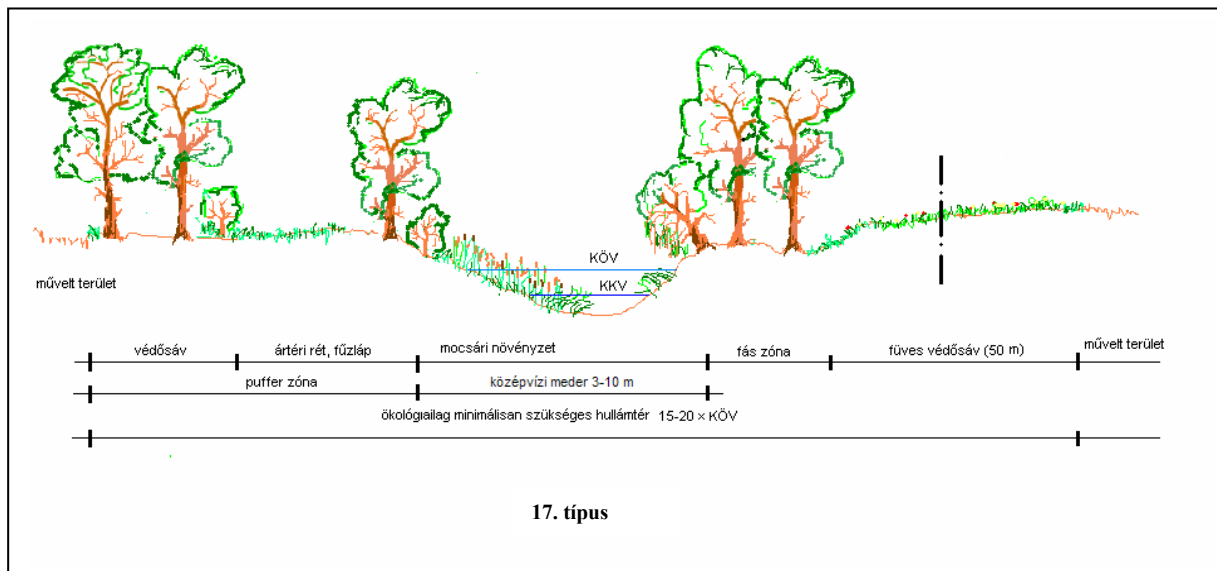 KÖV
KKV
művelt terület
védősáv
ártéri rét, fűzláp
mocsári növényzet
fás zóna
füves védősáv (50 m)
művelt terület
puffer zóna
középvízi meder 3-10 m
ökológiailag minimálisan szükséges hullámtér 15-20 × KÖV
17. típus